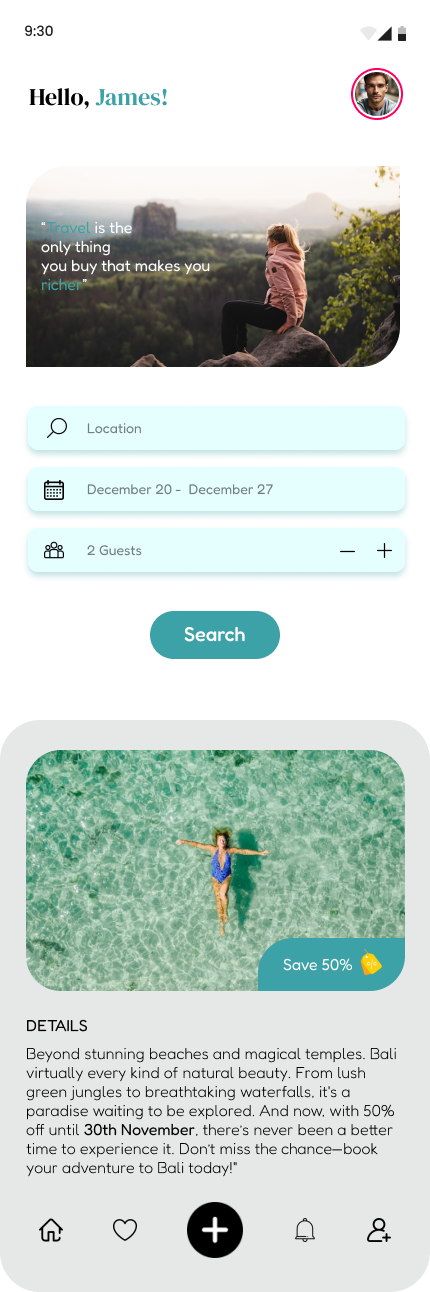 9:30
Hello, James!
"Travel is the
only thing
you buy that makes you
richer"
Location
December 20 - December 27
2 Guests
Search
Save 50%
DETAILS
Beyond stunning beaches and magical temples. Bali
virtually every kind of natural beauty. From lush
green jungles to breathtaking waterfalls, it's a
paradise waiting to be explored. And now, with 50%
off until 30th November, there's never been a better
time to experience it. Don't miss the chance—book
your adventure to Bali today!"